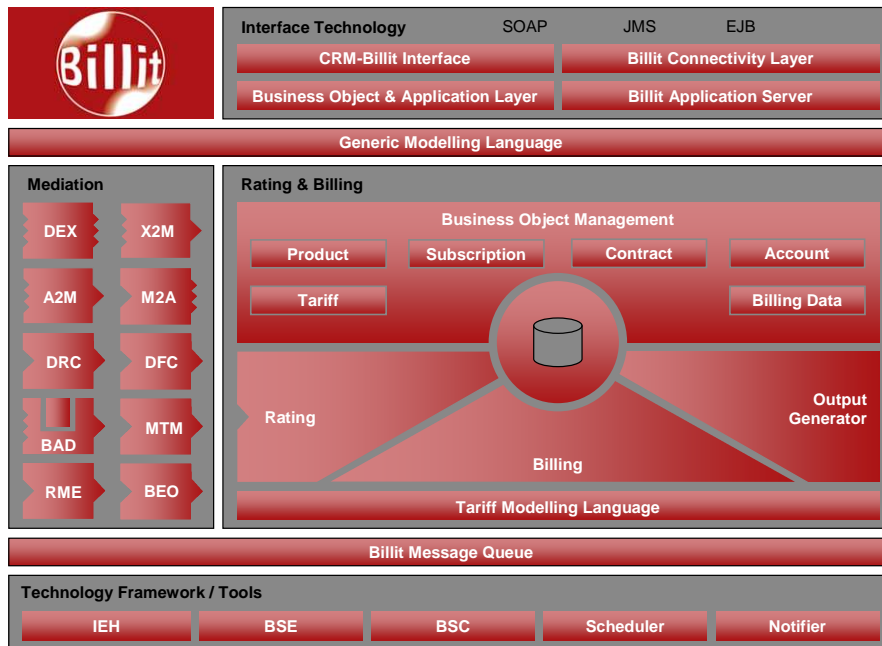 Billit
Interface Technology SOAP JMS EJB
CRM-Billit Interface Billit Connectivity Layer
Business Object & Application Layer Billit Application Server
Generic Modelling Language
Mediation
DEX X2M
A2M M2A
DRC DFC
BAD MTM
RME BEO
Rating & Billing
Business Object Management
Product Subscription Contract Account
Tariff Billing Data
Rating
Billing
Output
Generator
Tariff Modelling Language
Billit Message Queue
Technology Framework / Tools
IEH BSE BSC Scheduler Notifier